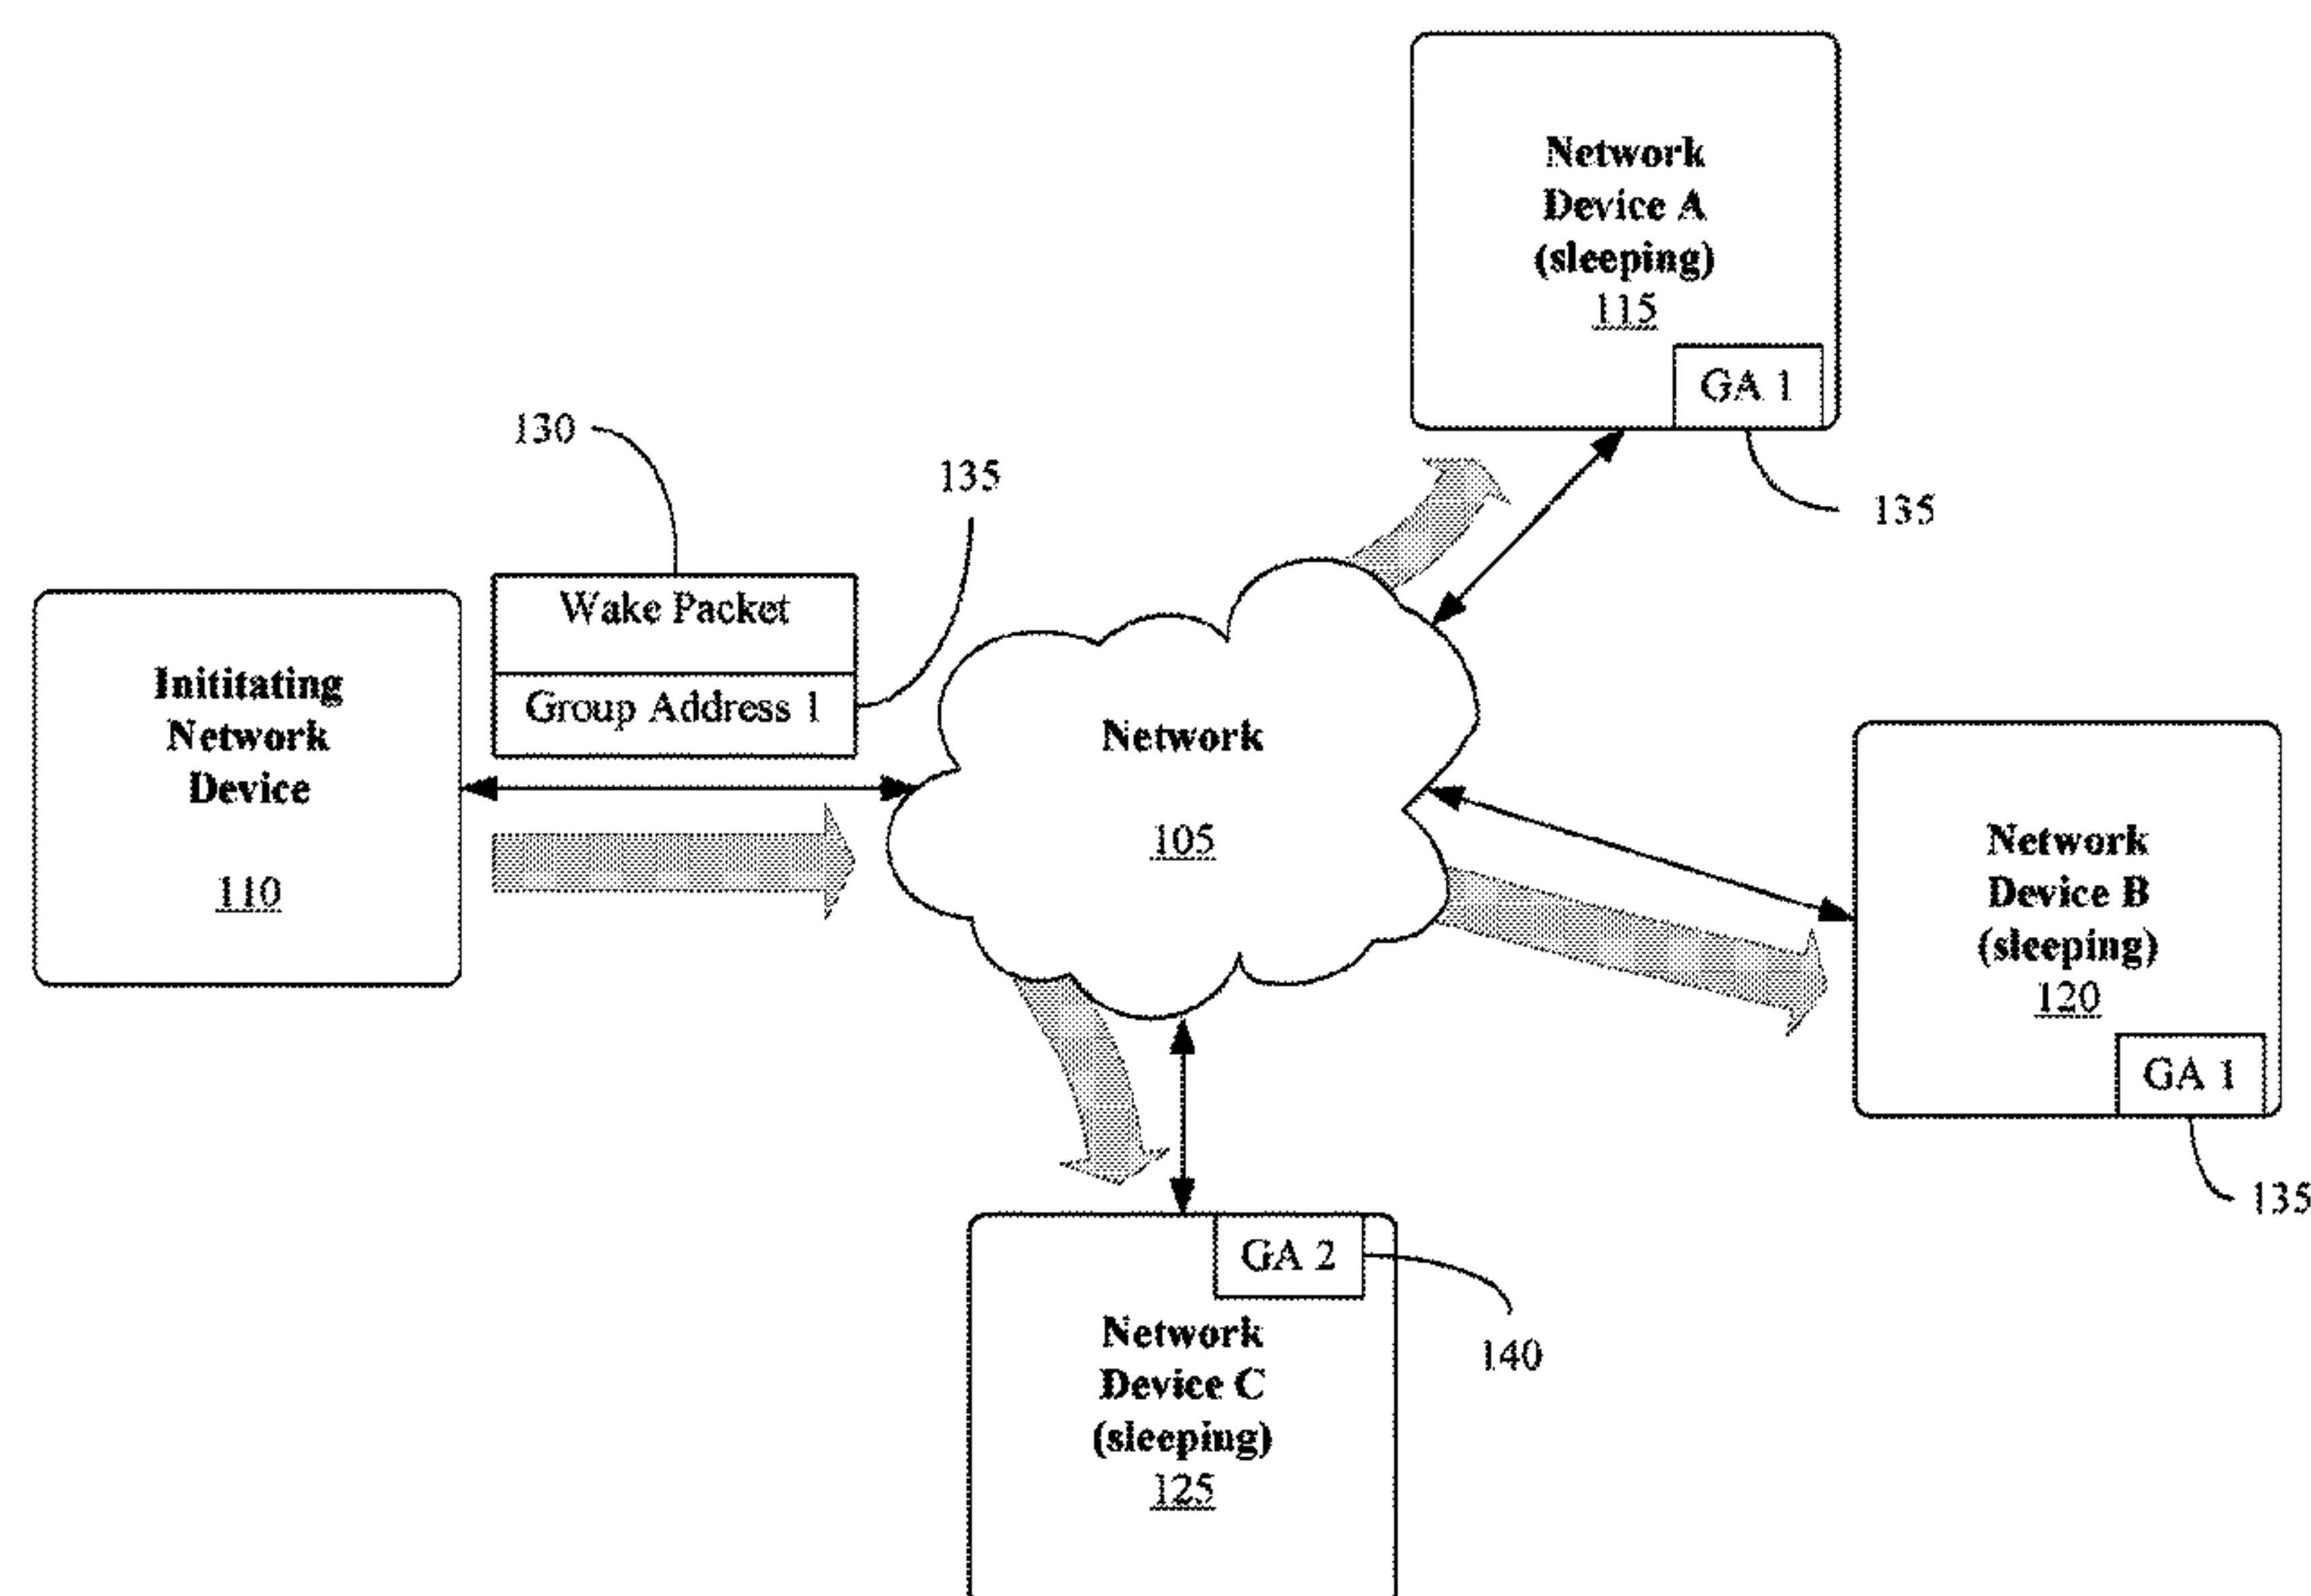 Network
Device A
(sleeping)
115
GA 1
135
130
135
Wake Packet
Group Address 1
Inititating
Network
Device
110
Network
105
Network
Device B
(sleeping)
120
GA 1
135
GA 2
140
Network
Device C
(sleeping)
125